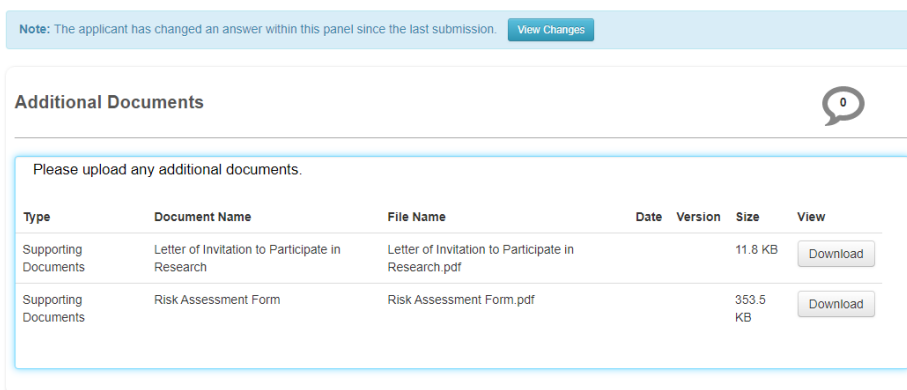 Note: The applicant has changed an answer within this panel since the last submission. View Changes
Additional Documents 0
Please upload any additional documents.
Type Document Name File Name Date Version Size View
Supporting Documents Letter of Invitation to Participate in Research Letter of Invitation to Participate in Research.pdf 11.8 KB Download
Supporting Documents Risk Assessment Form Risk Assessment Form.pdf 353.5 KB Download